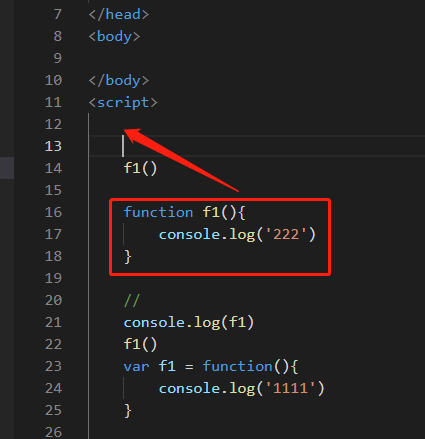 7 </head>
8 <body>
9
10 </body>
11 <script>
12
13
14 f1()
15
16 function f1(){
17 console.log('222')
18 }
19
20 //
21 console.log(f1)
22 f1()
23 var f1 = function(){
24 console.log('1111')
25 }
26